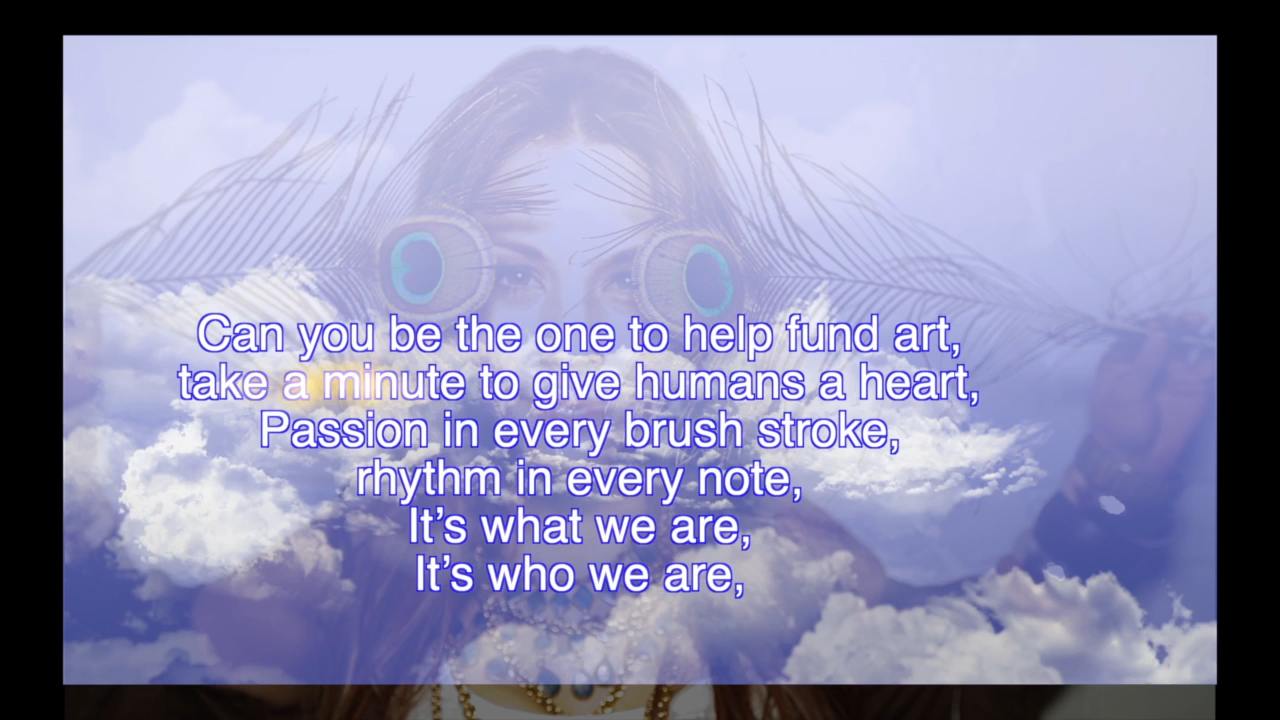 Can you be the one to help fund art,
take a minute to give humans a heart,
Passion in every brush stroke,
rhythm in every note,
It’s what we are,
It’s who we are,